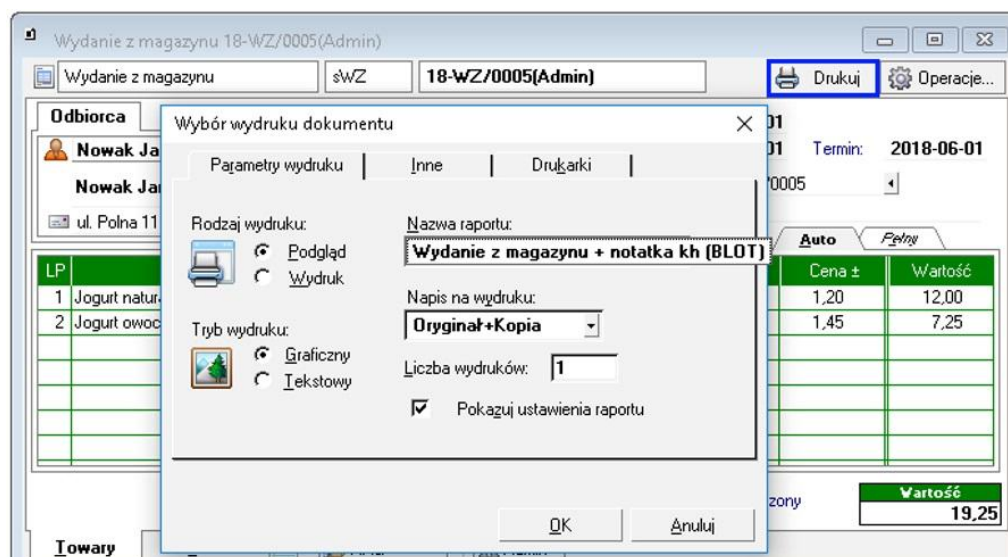 Wydanie z magazynu 18-WZ/0005(Admin)
Wydanie z magazynu sWZ 18-WZ/0005(Admin) Drukuj Operacje...
Odbiorca
Wybór wydruku dokumentu
01
Nowak Ja
Parametry wydruku Inne Drukarki
01 Termin: 2018-06-01
Nowak Jar
/0005
ul. Polna 11
Rodzaj wydruku: Nazwa raportu:
Auto Pełny
Podgląd Wydanie z magazynu + notatka kh (BLOT)
LP Cena ± Wartość
Wydruk
1 Jogurt natur 1,20 12,00
Napis na wydruku:
2 Jogurt owoc 1,45 7,25
Tryb wydruku: Oryginał+Kopia
Graficzny
Liczba wydruków: 1
Tekstowy
Pokazuj ustawienia raportu
zony Wartość
19,25
OK Anuluj
Towary